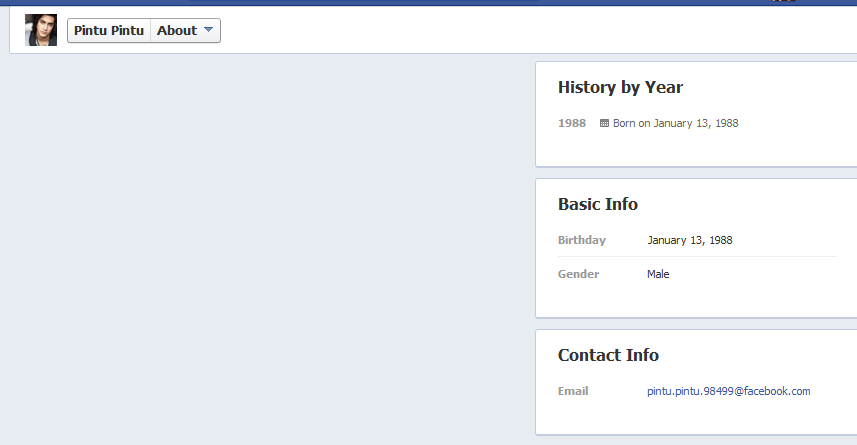 Pintu Pintu About
History by Year
1988 Born on January 13, 1988
Basic Info
Birthday January 13, 1988
Gender Male
Contact Info
Email pintu.pintu.98499@facebook.com